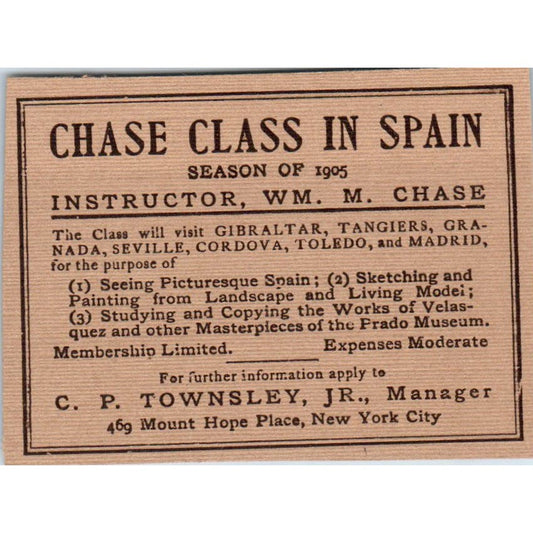 CHASE CLASS IN SPAIN
SEASON OF 1905
INSTRUCTOR, WM. M. CHASE
The Class will visit GIBRALTAR, TANGIERS, GRA-
NADA, SEVILLE, CORDOVA, TOLEDO, and MADRID,
for the purpose of
(1) Seeing Picturesque Spain; (2) Sketching and
Painting from Landscape and Living Model;
(3) Studying and Copying the Works of Velas-
quez and other Masterpieces of the Prado Museum.
Membership Limited. Expenses Moderate
For further information apply to
C. P. TOWNSLEY, JR., Manager
469 Mount Hope Place, New York City